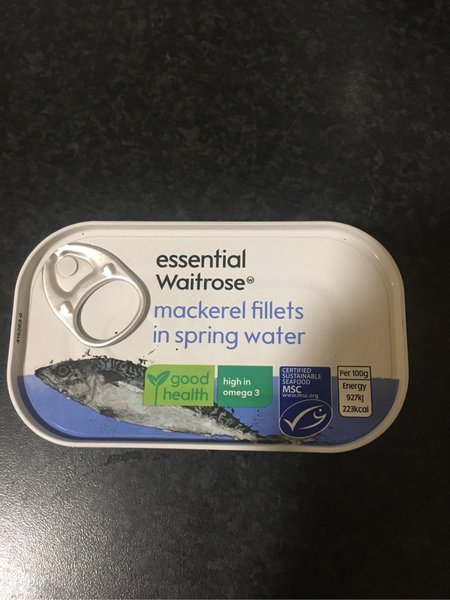 essential
Waitrose
mackerel fillets
in spring water
good
health
high in
omega 3
CERTIFIED
SUSTAINABLE
SEAFOOD
MSC
www.msc.org
Per 100g
Energy
927kj
223kcal